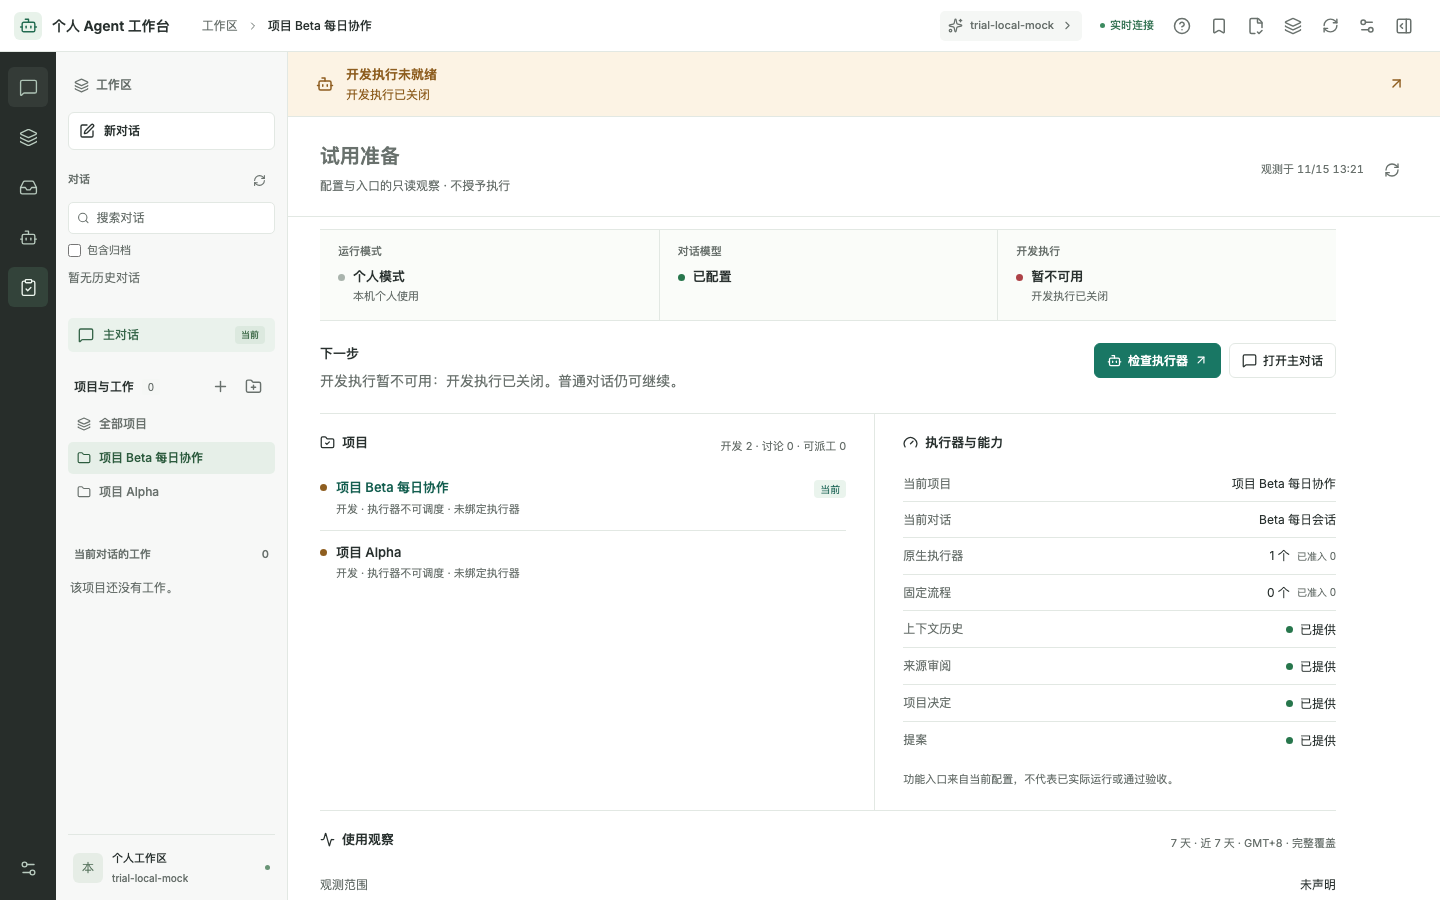 个人 Agent 工作台
工作区
项目 Beta 每日协作
trial-local-mock
实时连接
工作区
新对话
对话
搜索对话
包含归档
暂无历史对话
主对话
当前
项目与工作 0
全部项目
项目 Beta 每日协作
项目 Alpha
当前对话的工作 0
该项目还没有工作。
本
个人工作区
trial-local-mock
开发执行未就绪
开发执行已关闭
试用准备
配置与入口的只读观察 · 不授予执行
观测于 11/15 13:21
运行模式
个人模式
本机个人使用
对话模型
已配置
开发执行
暂不可用
开发执行已关闭
下一步
开发执行暂不可用：开发执行已关闭。普通对话仍可继续。
检查执行器
打开主对话
项目
开发 2 · 讨论 0 · 可派工 0
项目 Beta 每日协作
当前
开发 · 执行器不可调度 · 未绑定执行器
项目 Alpha
开发 · 执行器不可调度 · 未绑定执行器
执行器与能力
当前项目 项目 Beta 每日协作
当前对话 Beta 每日会话
原生执行器 1 个 已准入 0
固定流程 0 个 已准入 0
上下文历史 已提供
来源审阅 已提供
项目决定 已提供
提案 已提供
功能入口来自当前配置，不代表已实际运行或通过验收。
使用观察
7 天 · 近 7 天 · GMT+8 · 完整覆盖
观测范围 未声明